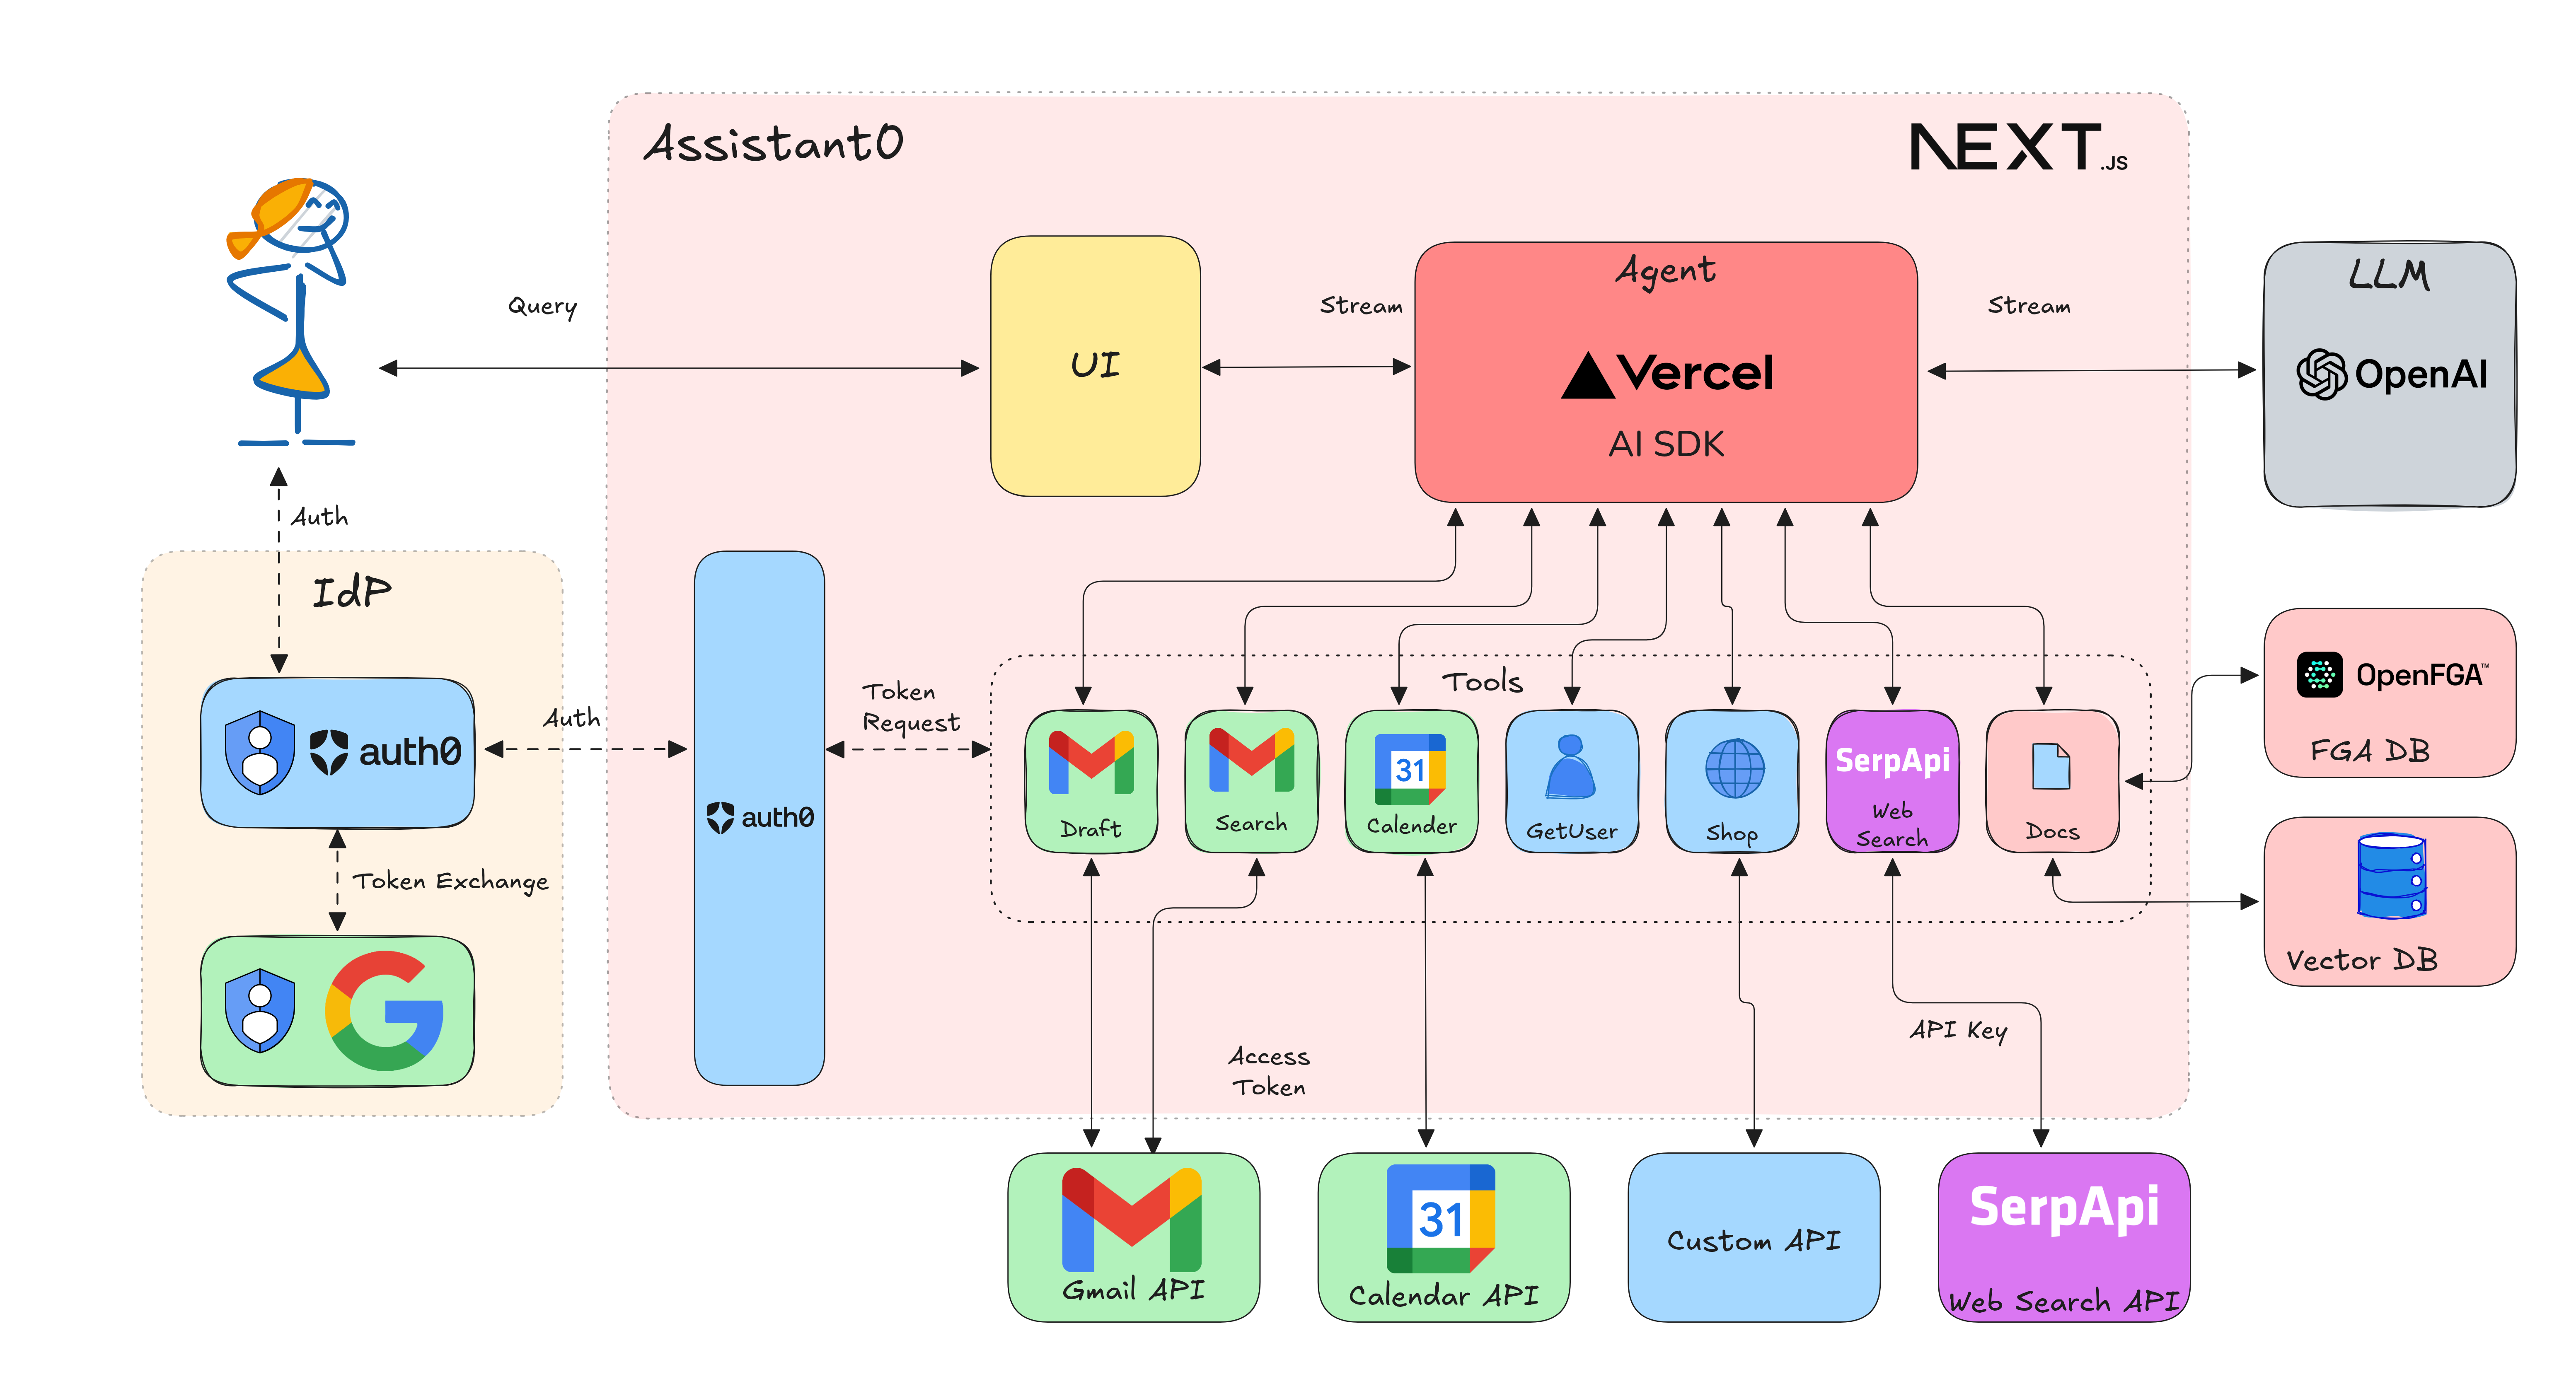 Assistant0
NEXT.JS
Query
UI
Stream
Agent
Vercel
AI SDK
Stream
LLM
OpenAI
Auth
IdP
auth0
Auth
Token Exchange
G
auth0
Token
Request
Tools
Draft
Search
31
Calender
GetUser
Shop
SerpApi
Web
Search
Docs
OpenFGA™
FGA DB
Vector DB
Access
Token
API Key
Gmail API
31
Calendar API
Custom API
SerpApi
Web Search API